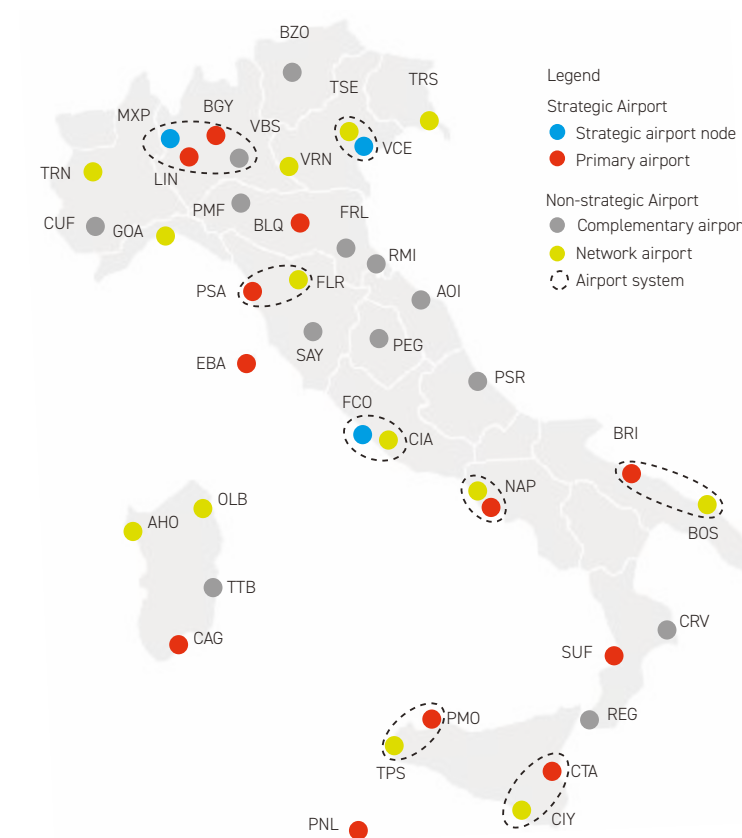 BZO
TSE
TRS
Legend
Strategic Airport
Strategic airport node
Primary airport
Non-strategic Airport
Complementary airpor
Network airport
Airport system
MXP
BGY
VBS
VCE
LIN
VRN
TRN
PMF
BLQ
FRL
CUF
GOA
RMI
PSA
FLR
AOI
SAY
PEG
EBA
PSR
FCO
CIA
BRI
NAP
BOS
OLB
AHO
TTB
CAG
CRV
SUF
REG
PMO
TPS
CTA
CIY
PNL